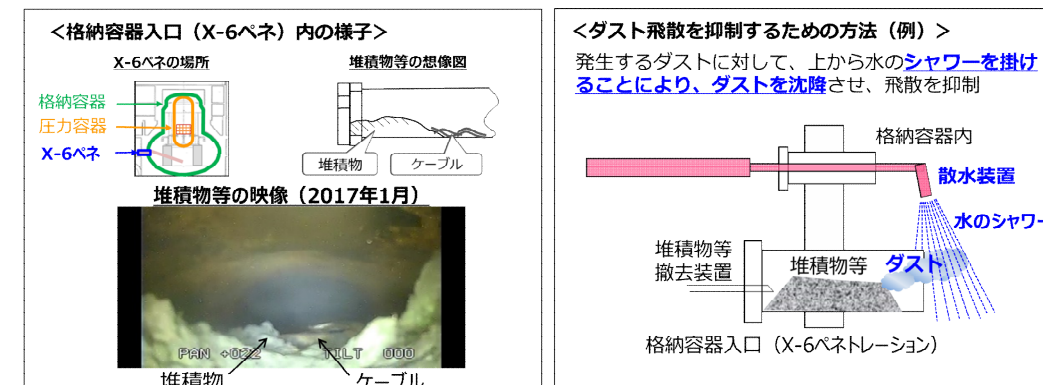 <格納容器入口（X-6ペネ）内の様子>
X-6ペネの場所
堆積物等の想像図
格納容器
圧力容器
X-6ペネ
堆積物
ケーブル
堆積物等の映像（2017年1月）
PAN +022
TILT 000
堆積物
ケーブル
<ダスト飛散を抑制するための方法（例）>
発生するダストに対して、上から水のシャワーを掛け
ることにより、ダストを沈降させ、飛散を抑制
格納容器内
散水装置
水のシャワー
堆積物等
撤去装置
堆積物等
ダスト
格納容器入口（X-6ペネトレーション）